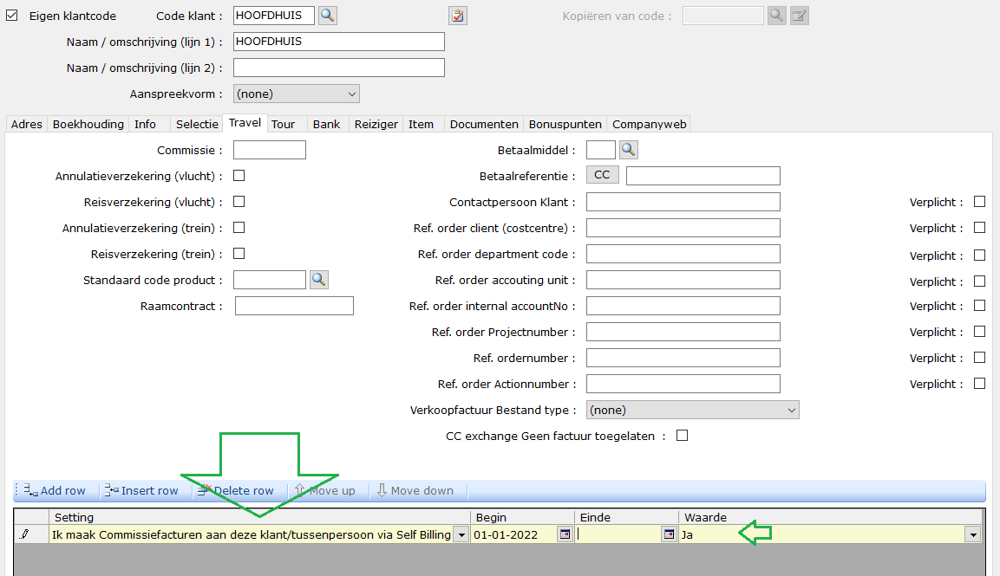 Eigen klantcode Code klant : HOOFDHUIS Kopiëren van code :
Naam / omschrijving (lijn 1) : HOOFDHUIS
Naam / omschrijving (lijn 2) :
Aanspreekvorm : (none)
Adres Boekhouding Info Selectie Travel Tour Bank Reiziger Item Documenten Bonuspunten Companyweb
Commissie : Betaalmiddel :
Annulatieverzekering (vlucht) : Betaalreferentie : CC
Reisverzekering (vlucht) : Contactpersoon Klant : Verplicht :
Annulatieverzekering (trein) : Ref. order client (costcentre) : Verplicht :
Reisverzekering (trein) : Ref. order department code : Verplicht :
Standaard code product : Ref. order accouting unit : Verplicht :
Raamcontract : Ref. order internal accountNo : Verplicht :
Ref. order Projectnumber : Verplicht :
Ref. ordernumber : Verplicht :
Ref. order Actionnumber : Verplicht :
Verkoopfactuur Bestand type : (none)
CC exchange Geen factuur toegelaten :
Add row Insert row Delete row Move up Move down
Setting Begin Einde Waarde
Ik maak Commissiefacturen aan deze klant/tussenpersoon via Self Billing 01-01-2022 Ja